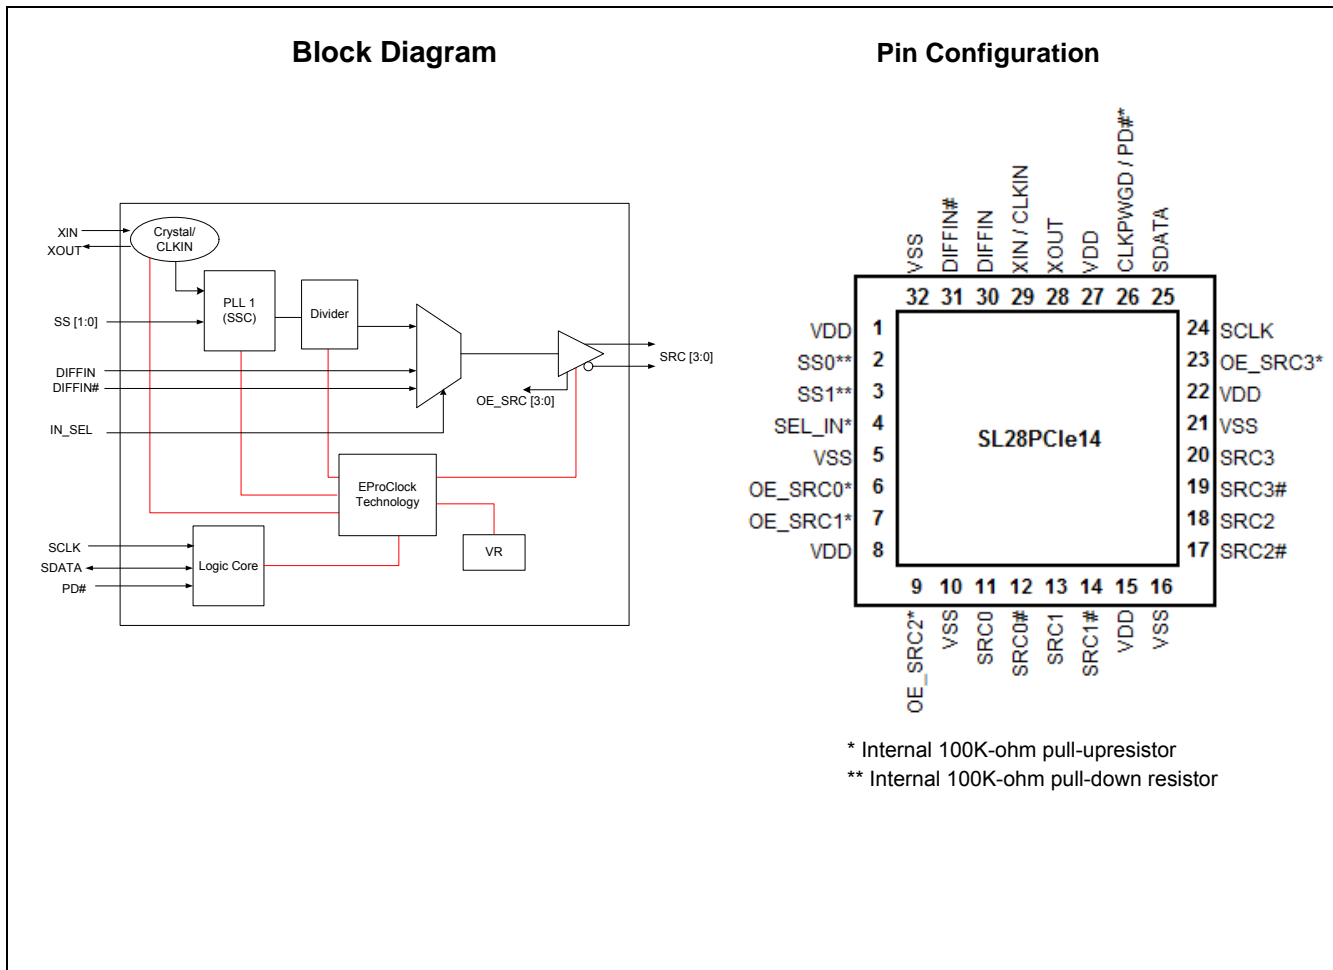 Block Diagram
XIN
XOUT
Crystal/
CLKIN
SS [1:0]
PLL 1
(SSC)
Divider
DIFFIN
DIFFIN#
IN_SEL
OE_SRC [3:0]
SRC [3:0]
EProClock
Technology
VR
SCLK
SDATA
PD#
Logic Core
Pin Configuration
VSS
DIFFIN#
DIFFIN
XIN / CLKIN
XOUT
VDD
CLKPWGD / PD#*
SDATA
32 31 30 29 28 27 26 25
VDD 1
SS0** 2
SS1** 3
SEL_IN* 4
VSS 5
OE_SRC0* 6
OE_SRC1* 7
VDD 8
SL28PCIe14
24 SCLK
23 OE_SRC3*
22 VDD
21 VSS
20 SRC3
19 SRC3#
18 SRC2
17 SRC2#
9 10 11 12 13 14 15 16
OE_SRC2*
VSS
SRC0
SRC0#
SRC1
SRC1#
VDD
VSS
* Internal 100K-ohm pull-upresistor
** Internal 100K-ohm pull-down resistor